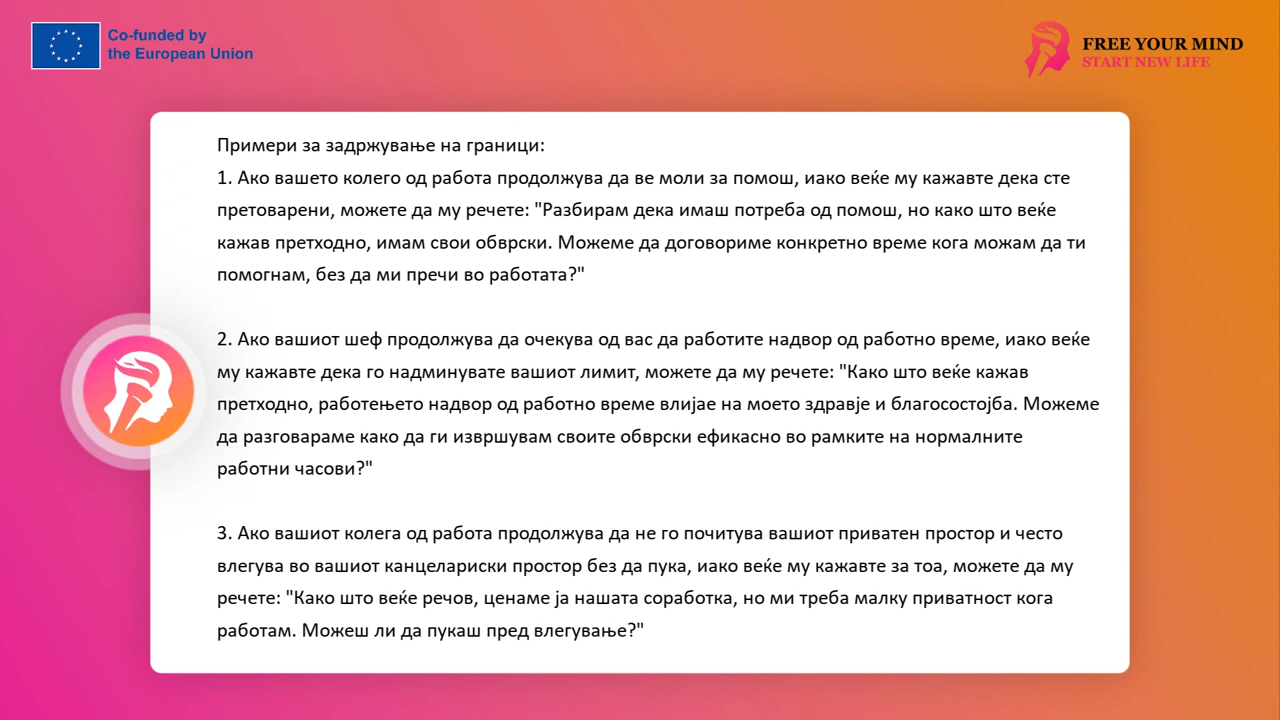 Co-funded by
the European Union
FREE YOUR MIND
START NEW LIFE
Примери за задржување на граници:
1. Ако вашето колего од работа продолжува да ве моли за помош, иако веќе му кажавте дека сте
претоварени, можете да му речете: "Разбирам дека имаш потреба од помош, но како што веќе
кажав претходно, имам свои обврски. Можеме да договориме конкретно време кога можам да ти
помогнам, без да ми пречи во работата?"
2. Ако вашиот шеф продолжува да очекува од вас да работите надвор од работно време, иако веќе
му кажавте дека го надминувате вашиот лимит, можете да му речете: "Како што веќе кажав
претходно, работењето надвор од работно време влијае на моето здравје и благосостојба. Можеме
да разговараме како да ги извршувам своите обврски ефикасно во рамките на нормалните
работни часови?"
3. Ако вашиот колега од работа продолжува да не го почитува вашиот приватен простор и често
влегува во вашиот канцелариски простор без да пука, иако веќе му кажавте за тоа, можете да му
речете: "Како што веќе речов, ценаме ја нашата соработка, но ми треба малку приватност кога
работам. Можеш ли да пукаш пред влегување?"